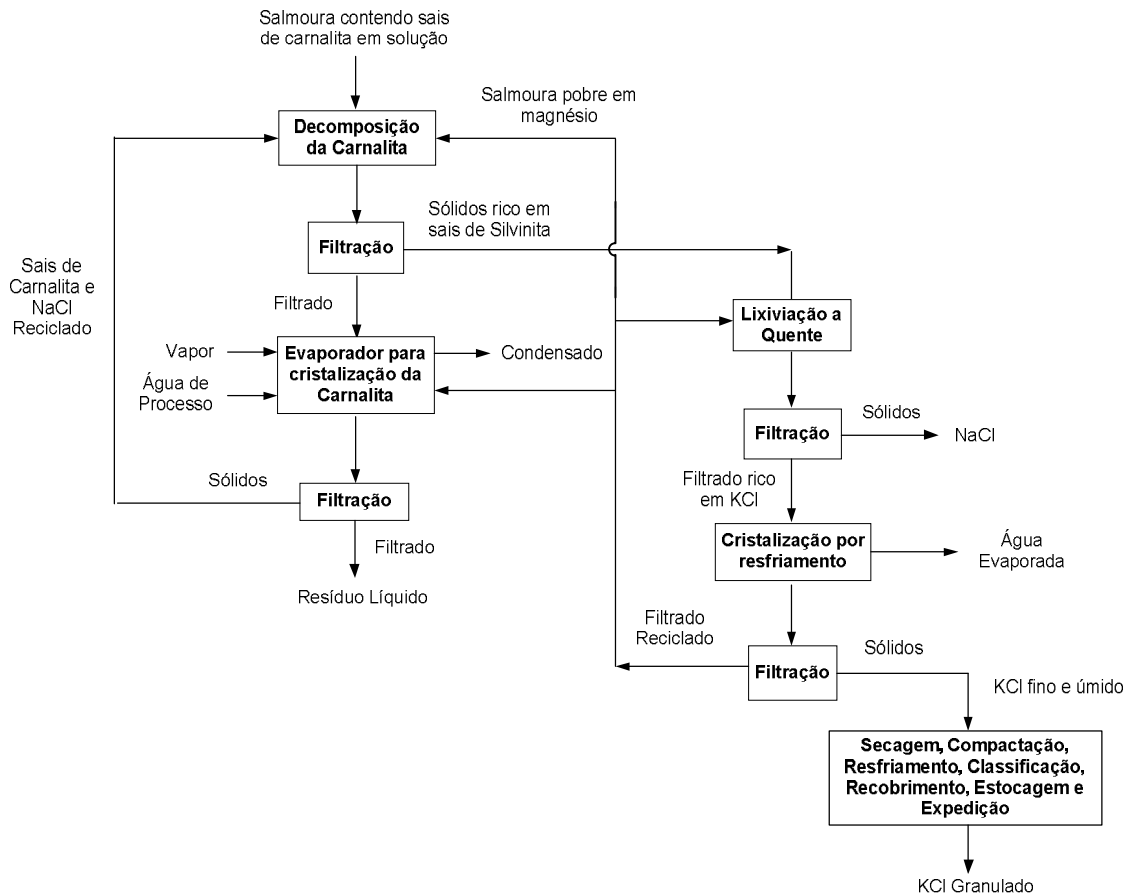 Salmoura contendo sais
de carnalita em solução
Salmoura pobre em
magnésio
Decomposição
da Carnalita
Sólidos rico em
sais de Silvinita
Filtração
Sais de
Carnalita e
NaCl
Reciclado
Filtrado
Lixiviação a
Quente
Vapor
Evaporador para
cristalização da
Carnalita
Condensado
Água de
Processo
Sólidos
Filtração
NaCl
Sólidos
Filtração
Filtrado rico
em KCl
Filtrado
Cristalização por
resfriamento
Água
Evaporada
Resíduo Líquido
Filtrado
Reciclado
Sólidos
Filtração
KCl fino e úmido
Secagem, Compactação,
Resfriamento, Classificação,
Recobrimento, Estocagem e
Expedição
KCl Granulado